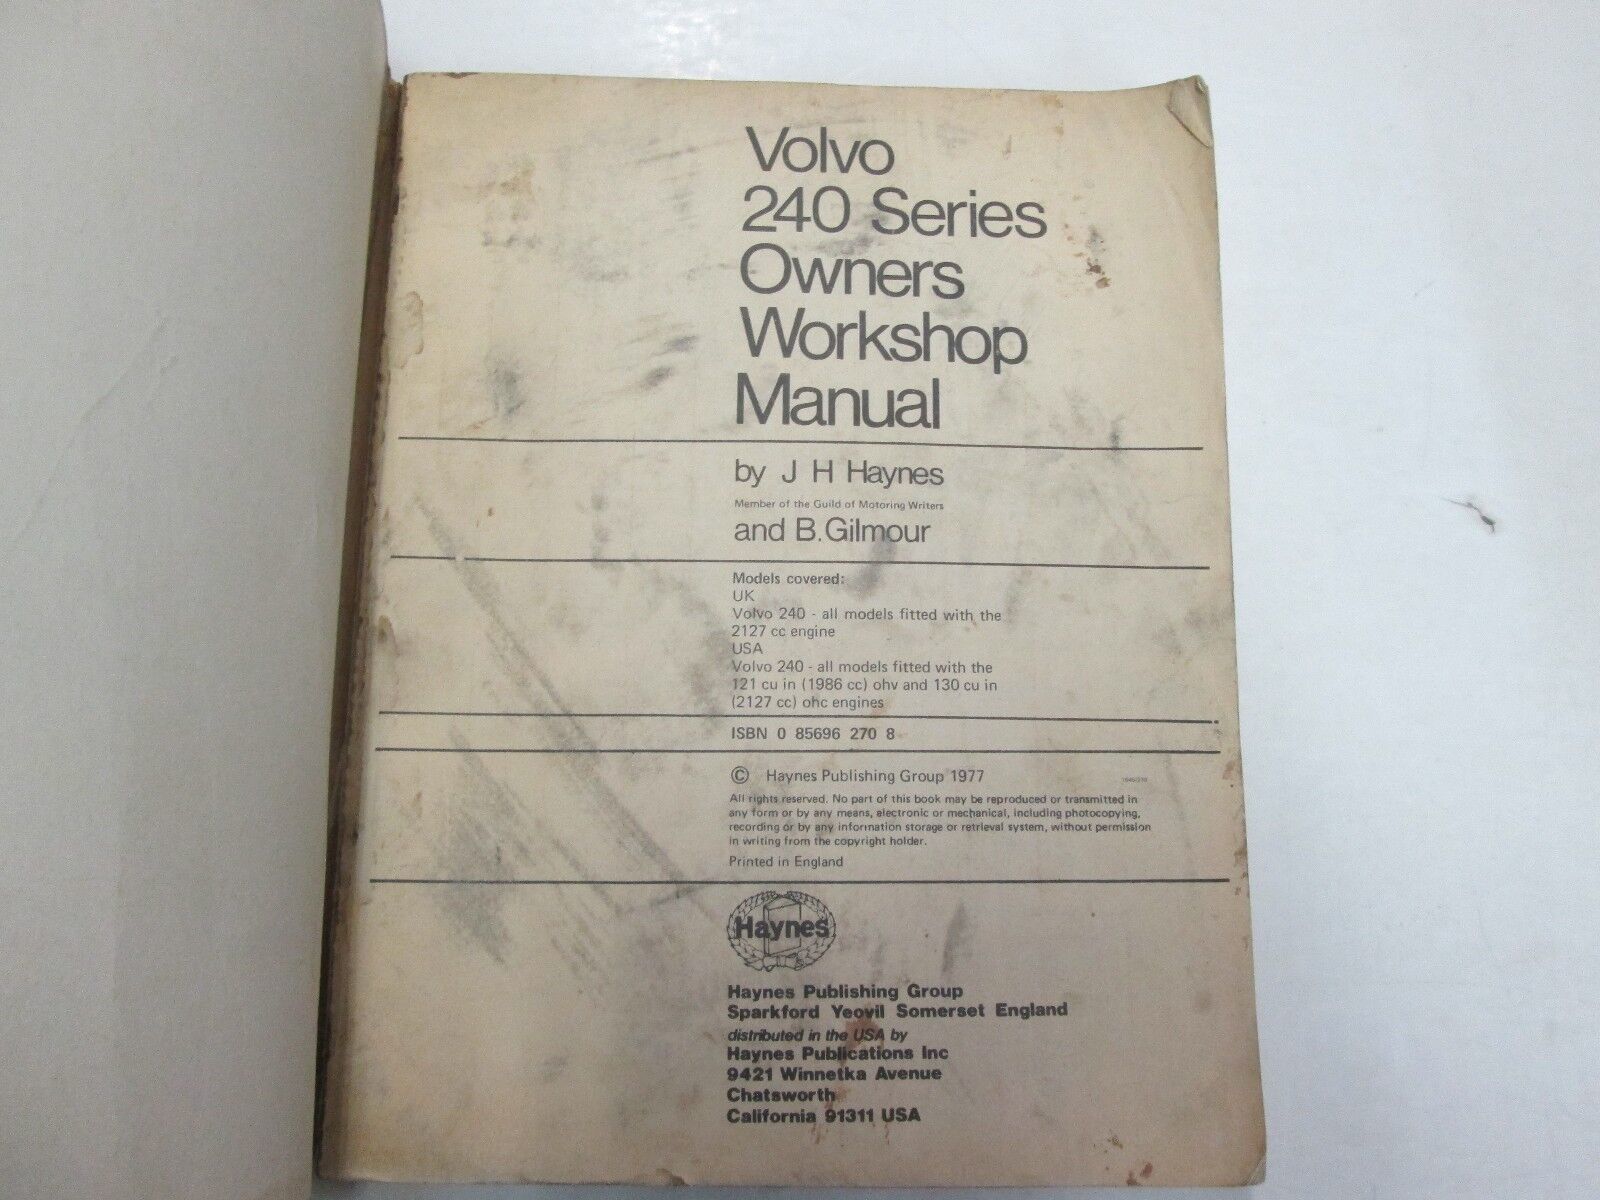 Volvo
240 Series
Owners
Workshop
Manual
by J H Haynes
Member of the Guild of Motoring Writers
and B.Gilmour
Models covered:
UK
Volvo 240 - all models fitted with the
2127 cc engine
USA
Volvo 240 - all models fitted with the
121 cu in (1986 cc) ohv and 130 cu in
(2127 cc) ohc engines
ISBN 0 85696 270 8
© Haynes Publishing Group 1977
All rights reserved. No part of this book may be reproduced or transmitted in
any form or by any means, electronic or mechanical, including photocopying,
recording or by any information storage or retrieval system, without permission
in writing from the copyright holder.
Printed in England
Haynes
Haynes Publishing Group
Sparkford Yeovil Somerset England
distributed in the USA by
Haynes Publications Inc
9421 Winnetka Avenue
Chatsworth
California 91311 USA